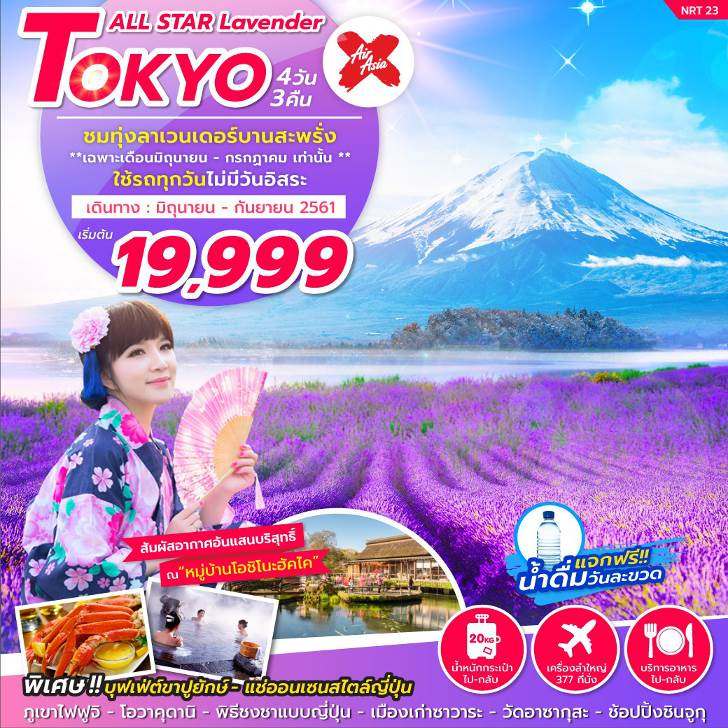 NRT 23
ALL STAR Lavender
TOKYO
4วัน
3คืน
Air
Asia
ชมทุ่งลาเวนเดอร์บานสะพรั่ง
**เฉพาะเดือนมิถุนายน - กรกฎาคม เท่านั้น **
ใช้รถทุกวันไม่มีวันอิสระ
เดินทาง : มิถุนายน - กันยายน 2561
เริ่มต้น
19,999
สัมผัสอากาศอันแสนบริสุทธิ์
ณ "หมู่บ้านโอชิโนะฮัคไค"
แจกฟรี!!
น้ำดื่มวันละขวด
20KG
น้ำหนักกระเป๋า
ไป-กลับ
เครื่องลำใหญ่
377 ที่นั่ง
บริการอาหาร
ไป-กลับ
พิเศษ !! บุฟเฟ่ต์ขาปูยักษ์ - แช่ออนเซนสไตล์ญี่ปุ่น
ภูเขาไฟฟูจิ - โอวาคุดานิ - พิธีชงชาแบบญี่ปุ่น - เมืองเก่าซาวาระ - วัดอาซากุสะ - ช้อปปิ้งชินจูกุ